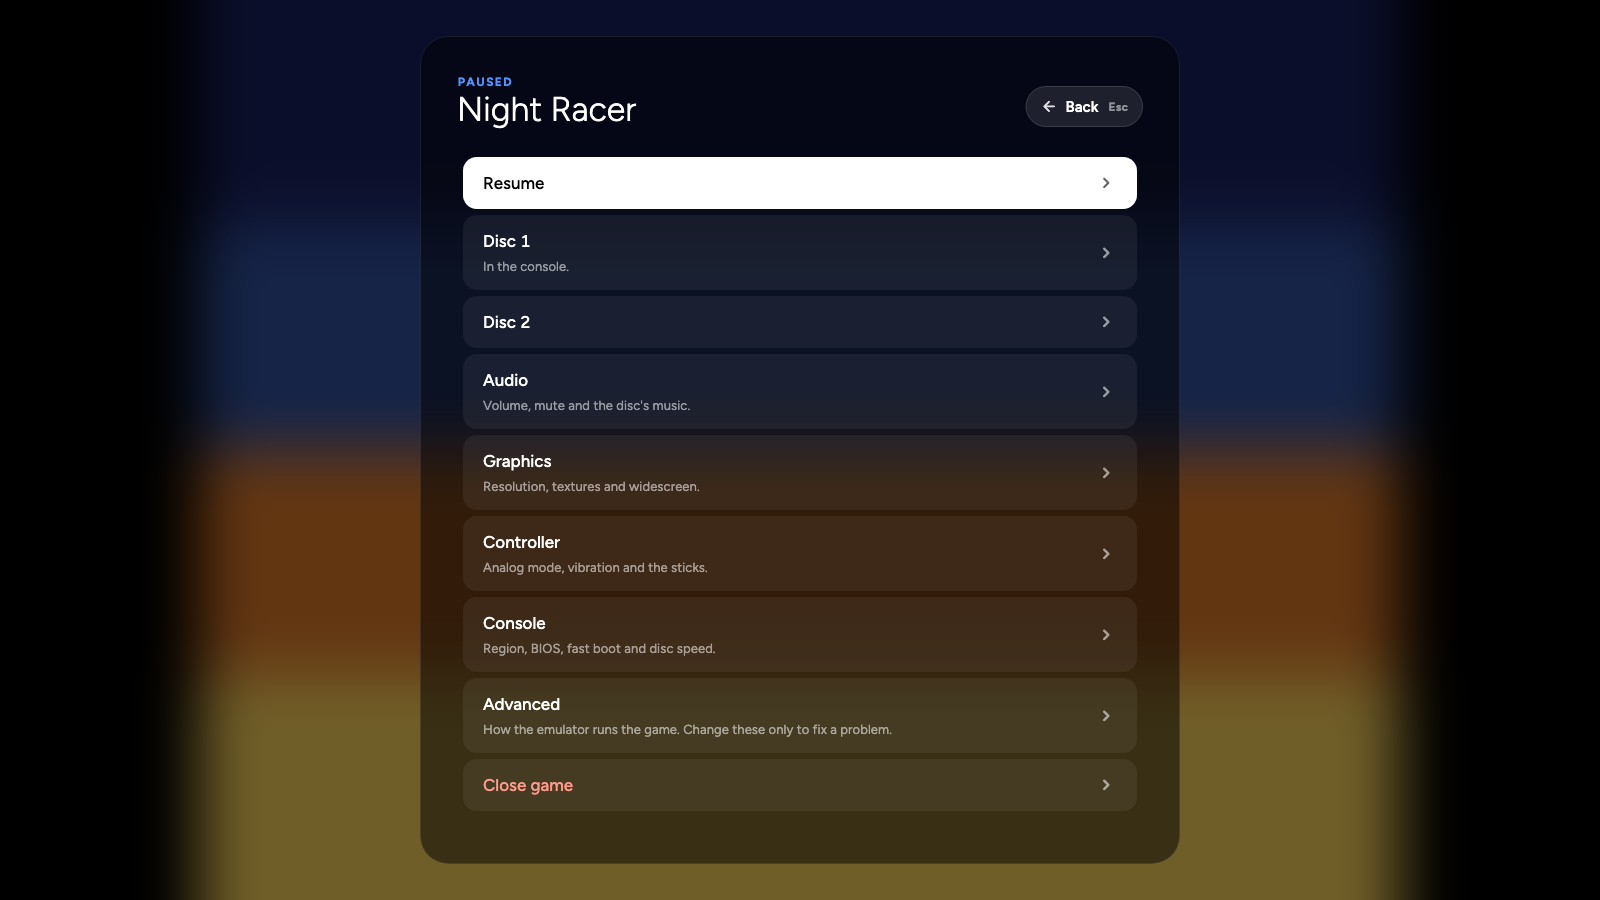 PAUSED
Night Racer
Back Esc
Resume
Disc 1
In the console.
Disc 2
Audio
Volume, mute and the disc's music.
Graphics
Resolution, textures and widescreen.
Controller
Analog mode, vibration and the sticks.
Console
Region, BIOS, fast boot and disc speed.
Advanced
How the emulator runs the game. Change these only to fix a problem.
Close game